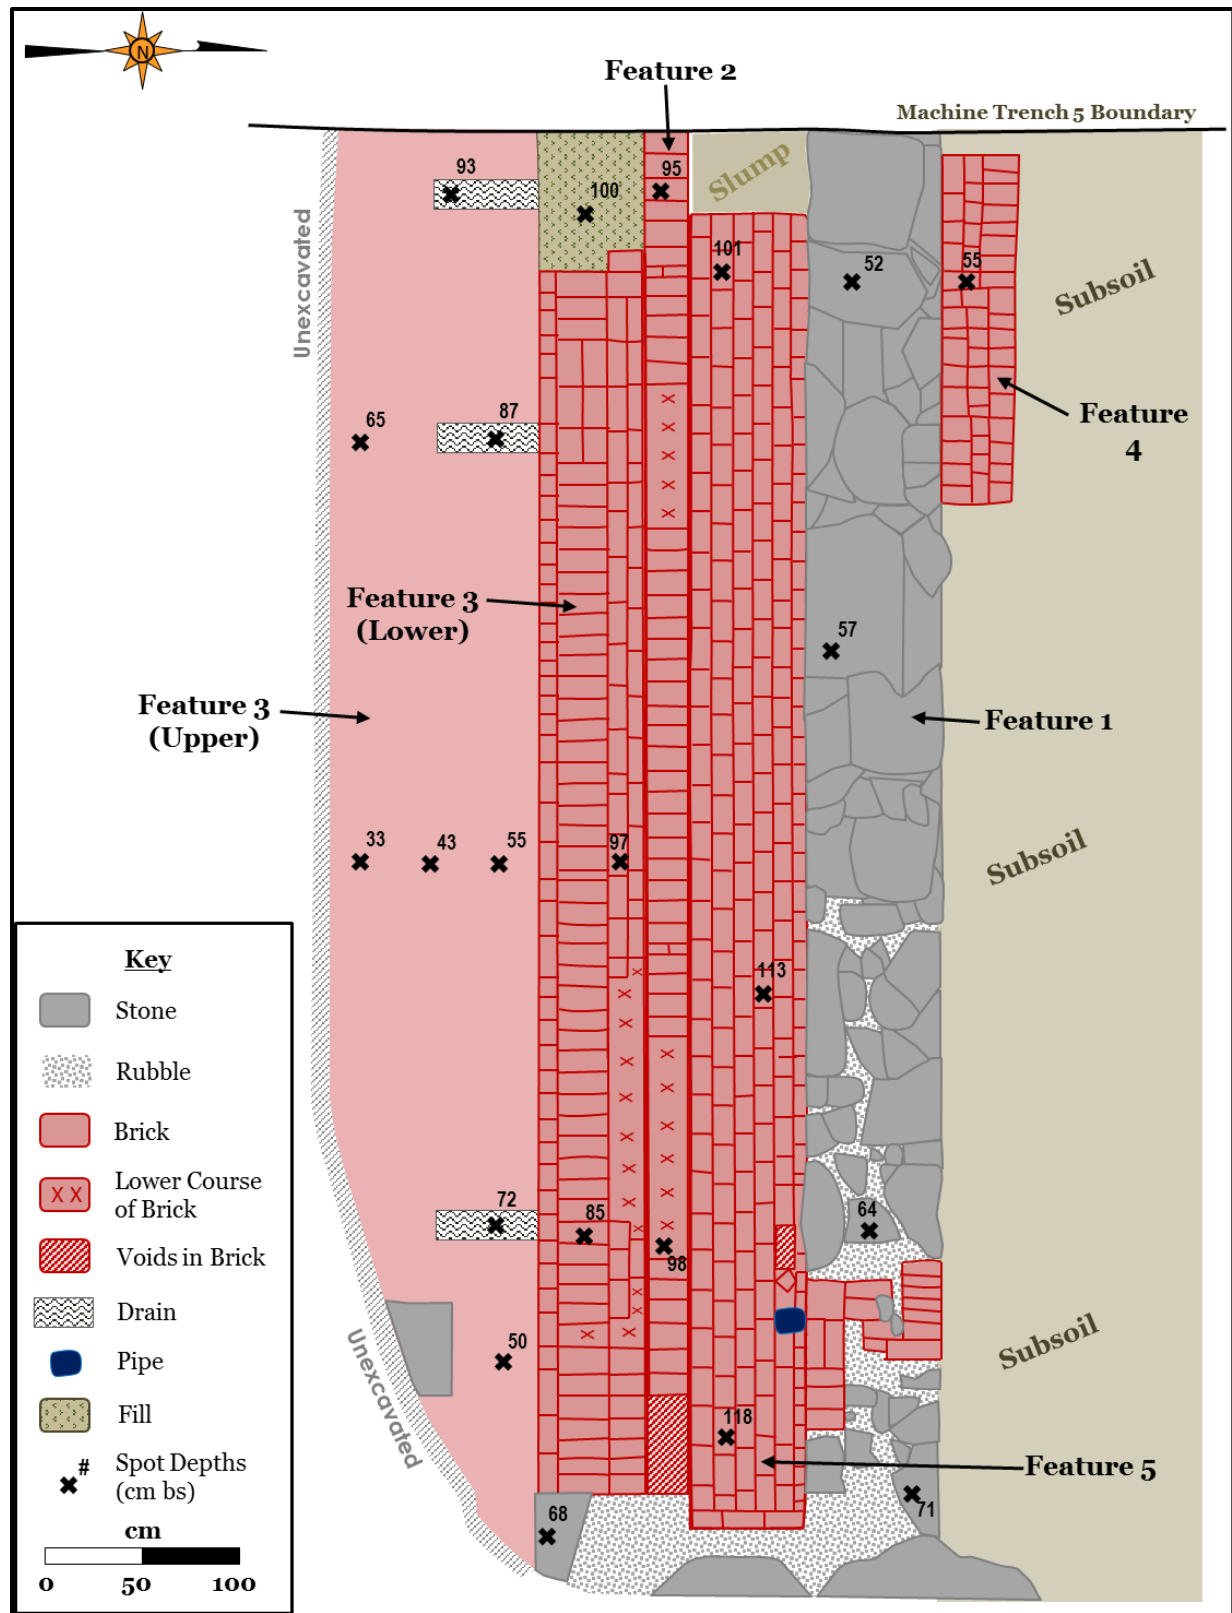 N
Feature 2
Machine Trench 5 Boundary
Slump
93
95
100
101
52
55
Unexcavated
Subsoil
65
87
Feature
4
Feature 3
(Lower)
57
Feature 3
(Upper)
Feature 1
33
43
55
97
Subsoil
113
72
85
98
64
Subsoil
50
Unexcavated
118
Feature 5
68
71
Key
Stone
Rubble
Brick
X X
Lower Course
of Brick
Voids in Brick
Drain
Pipe
Fill
#
Spot Depths
(cm bs)
cm
0 50 100